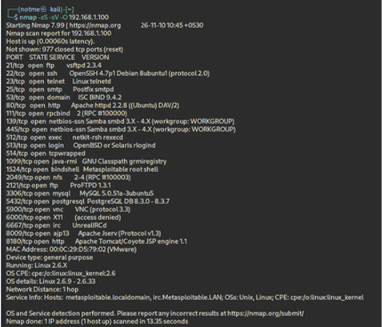 (notme㉿ kali)-[~]
nmap -sS -sV -O 192.168.1.100
Starting Nmap 7.99 ( https://nmap.org 26-11-10 10:45 +0530
Nmap scan report for 192.168.1.100
Host is up (0.00060s latency).
Not shown: 977 closed tcp ports (reset)
PORT STATE SERVICE VERSION
21/tcp open ftp vsftpd 2.3.4
22/tcp open ssh OpenSSH 4.7p1 Debian 8ubuntu1 (protocol 2.0)
23/tcp open telnet Linux telnetd
25/tcp open smtp Postfix smtpd
53/tcp open domain ISC BIND 9.4.2
80/tcp open http Apache httpd 2.2.8 ((Ubuntu) DAV/2)
111/tcp open rpcbind 2 (RPC #100000)
139/tcp open netbios-ssn Samba smbd 3.X - 4.X (workgroup: WORKGROUP)
445/tcp open netbios-ssn Samba smbd 3.X - 4.X (workgroup: WORKGROUP)
512/tcp open exec netkit-rsh rexecd
513/tcp open login OpenBSD or Solaris rlogind
514/tcp open tcpwrapped
1099/tcp open java-rmi GNU Classpath grmiregistry
1524/tcp open bindshell Metasploitable root shell
2049/tcp open nfs 2-4 (RPC #100003)
2121/tcp open ftp ProFTPD 1.3.1
3306/tcp open mysql MySQL 5.0.51a-3ubuntu5
5432/tcp open postgresql PostgreSQL DB 8.3.0 - 8.3.7
5900/tcp open vnc VNC (protocol 3.3)
6000/tcp open X11 (access denied)
6667/tcp open irc UnrealIRCd
8009/tcp open ajp13 Apache Jserv (Protocol v1.3)
8180/tcp open http Apache Tomcat/Coyote JSP engine 1.1
MAC Address: 00:0C:29:D5:79:02 (VMware)
Device type: general purpose
Running: Linux 2.6.X
OS CPE: cpe:/o:linux:linux_kernel:2.6
OS details: Linux 2.6.9 - 2.6.33
Network Distance: 1 hop
Service Info: Hosts: metasploitable.localdomain, irc.Metasploitable.LAN; OSs: Unix, Linux; CPE: cpe:/o:linux:linux_kernel
OS and Service detection performed. Please report any incorrect results at https://nmap.org/submit/
Nmap done: 1 IP address (1 host up) scanned in 13.35 seconds